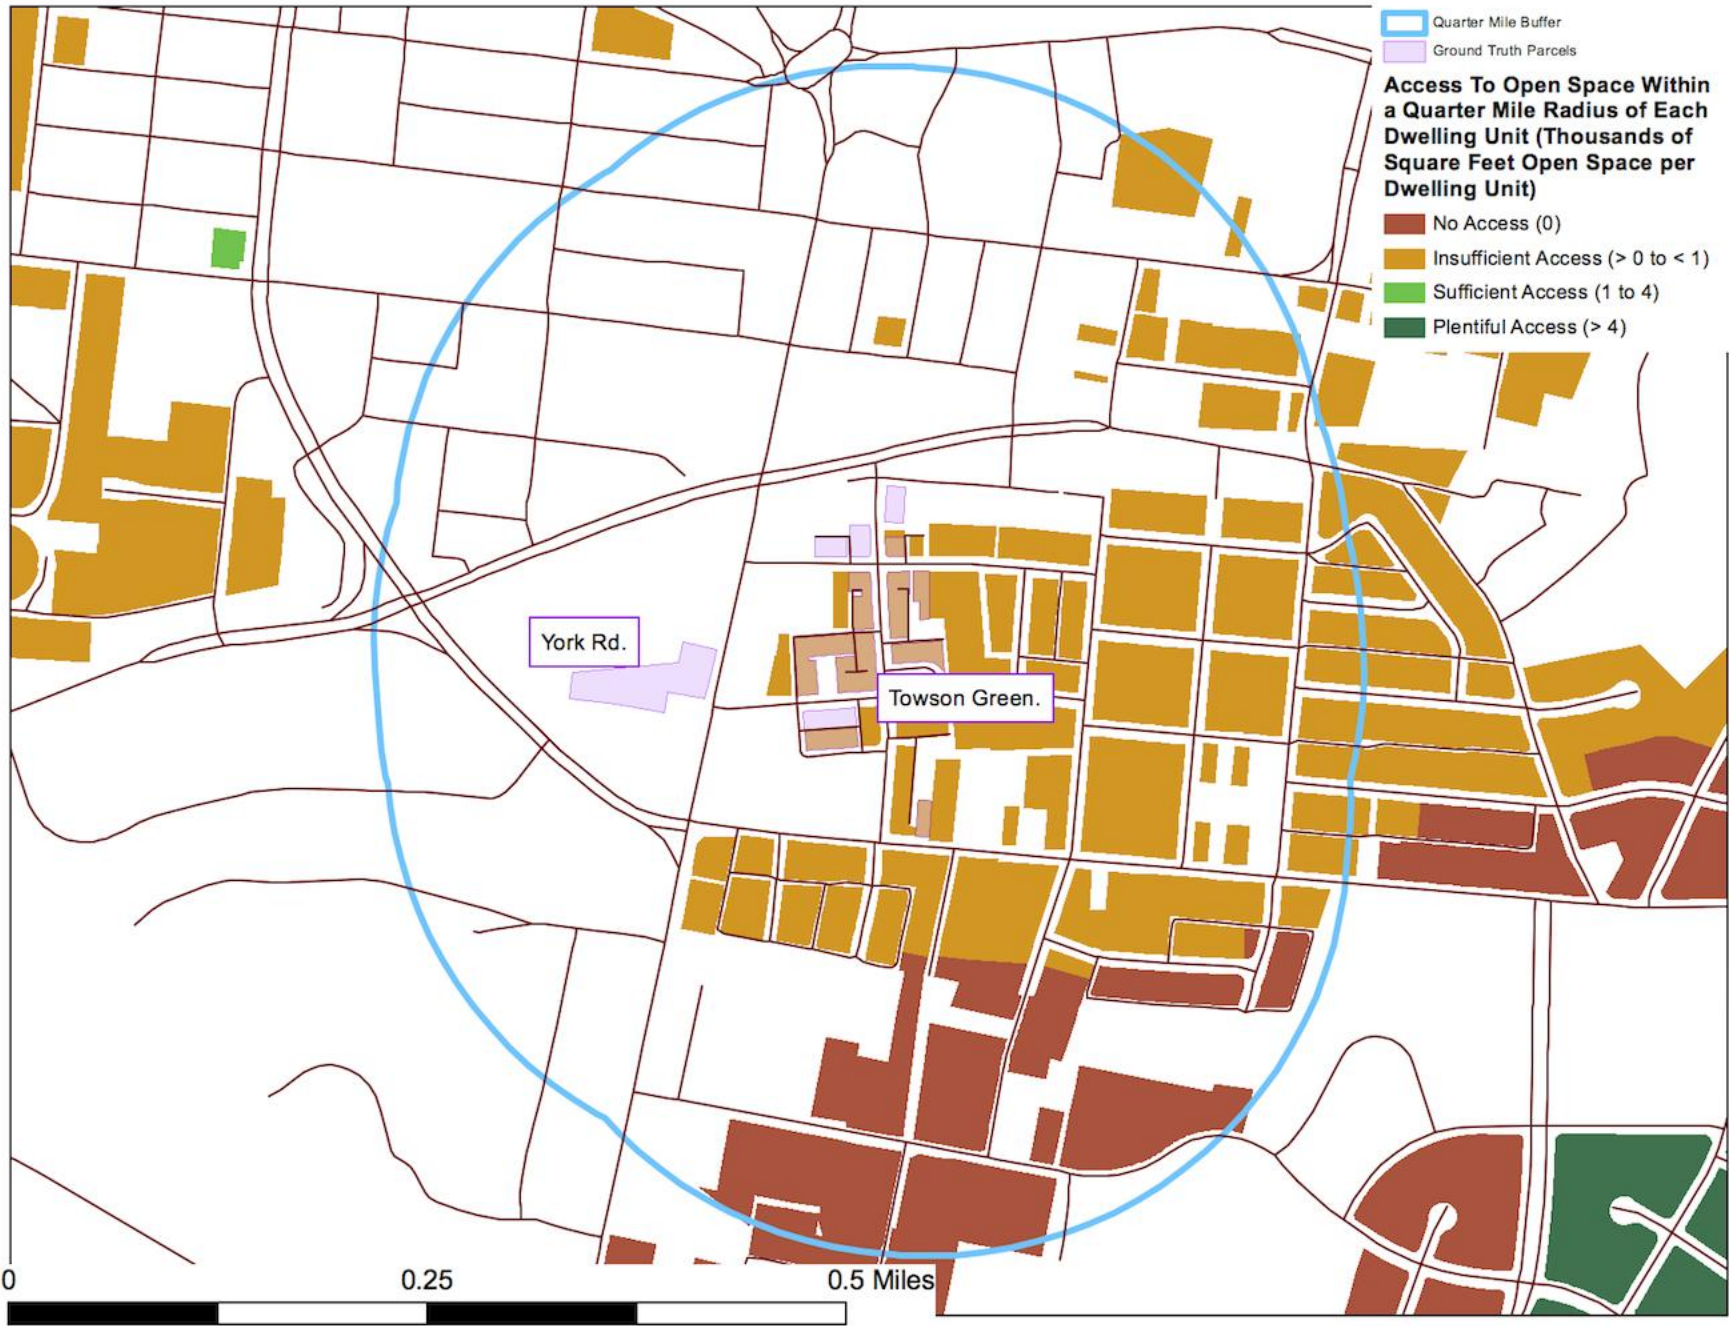 Quarter Mile Buffer
Ground Truth Parcels
Access To Open Space Within
a Quarter Mile Radius of Each
Dwelling Unit (Thousands of
Square Feet Open Space per
Dwelling Unit)
No Access (0)
Insufficient Access (> 0 to < 1)
Sufficient Access (1 to 4)
Plentiful Access (> 4)
York Rd.
Towson Green.
0 0.25 0.5 Miles